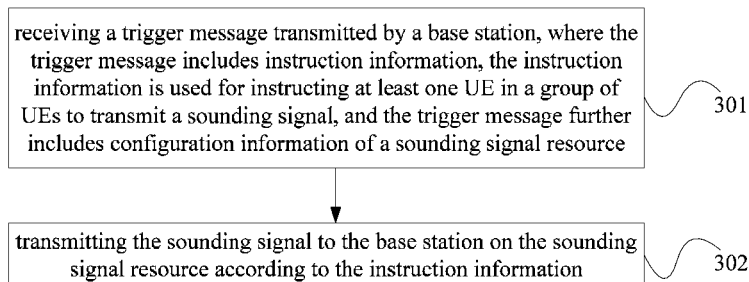 receiving a trigger message transmitted by a base station, where the
trigger message includes instruction information, the instruction
information is used for instructing at least one UE in a group of
UEs to transmit a sounding signal, and the trigger message further
includes configuration information of a sounding signal resource
301
transmitting the sounding signal to the base station on the sounding
signal resource according to the instruction information
302